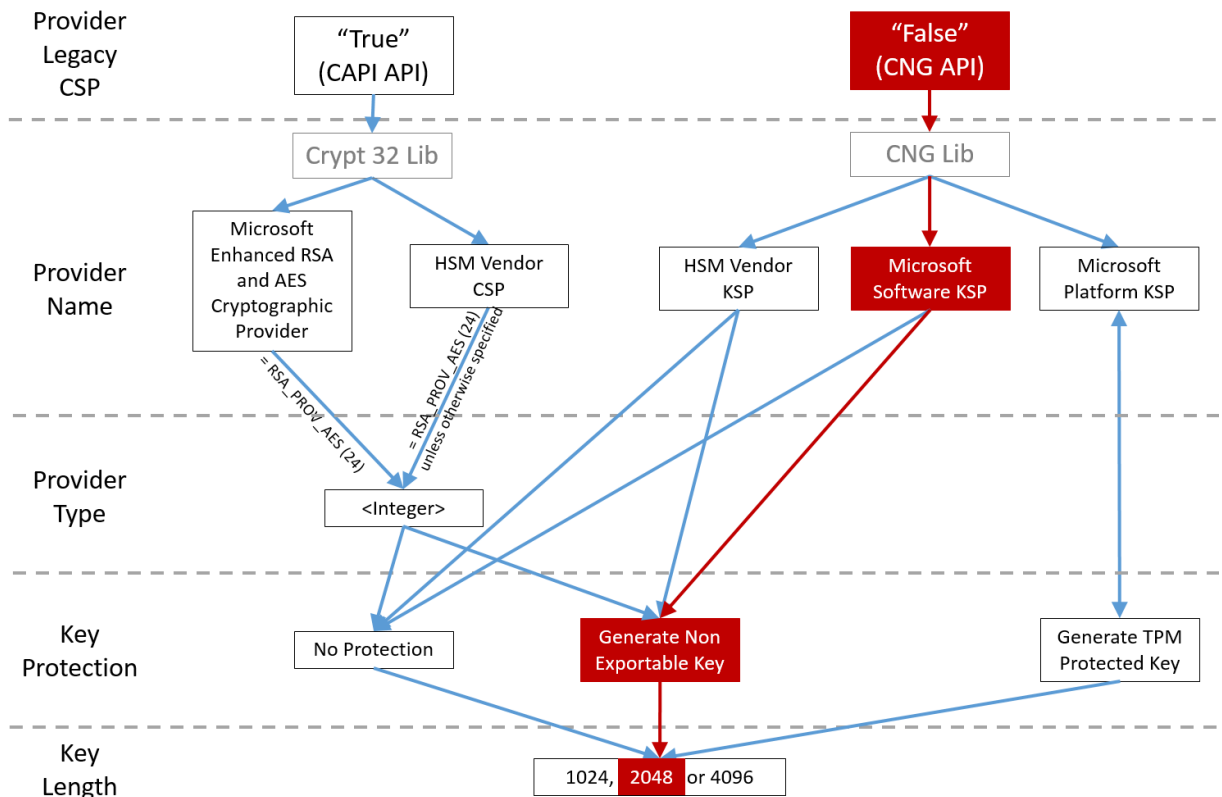 Provider
Legacy
CSP
“True”
(CAPI API)
“False”
(CNG API)
Crypt 32 Lib
CNG Lib
Provider
Name
Microsoft
Enhanced RSA
and AES
Cryptographic
Provider
HSM Vendor
CSP
HSM Vendor
KSP
Microsoft
Software KSP
Microsoft
Platform KSP
= RSA_PROV_AES (24)
= RSA_PROV_AES (24)
unless otherwise specified
Provider
Type
<Integer>
Key
Protection
No Protection
Generate Non
Exportable Key
Generate TPM
Protected Key
Key
Length
1024, 2048 or 4096